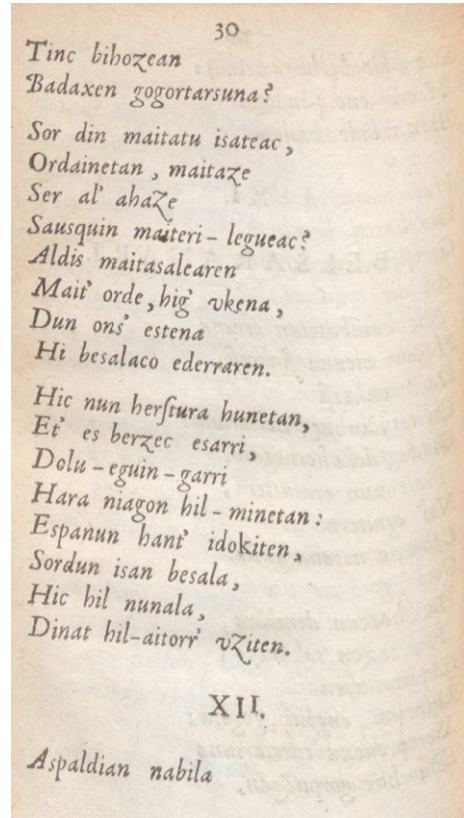 30
Tinc bihozean
Badaxen gogortarsuna?
Sor din maitatu isateac,
Ordainetan, maitaze
Ser al' ahaze
Sausquin maiteri-legueac?
Aldis maitasalearen
Mait' orde, hig' vkena,
Dun ons' estena
Hi besalaco ederraren.
Hic nun herſtura hunetan,
Et' es berzec esarri,
Dolu-eguin-garri
Hara niagon hil-minetan:
Espanun hant' idokiten,
Sordun isan besala,
Hic hil nunala,
Dinat hil-aitorr' vziten.
XII.
Aspaldian nabila